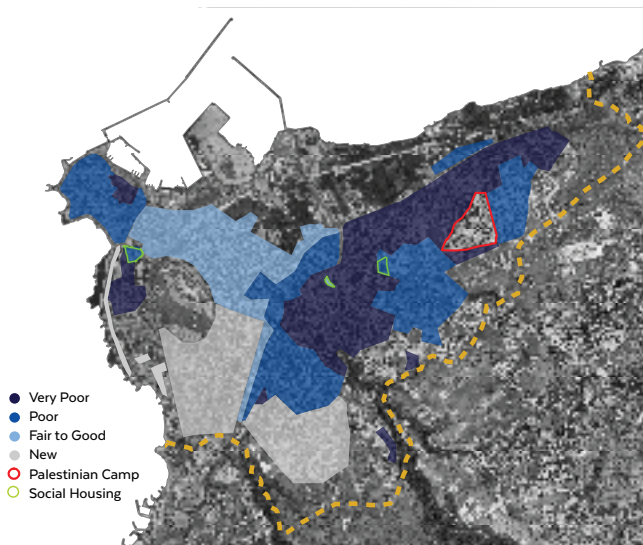 Very Poor
Poor
Fair to Good
New
Palestinian Camp
Social Housing